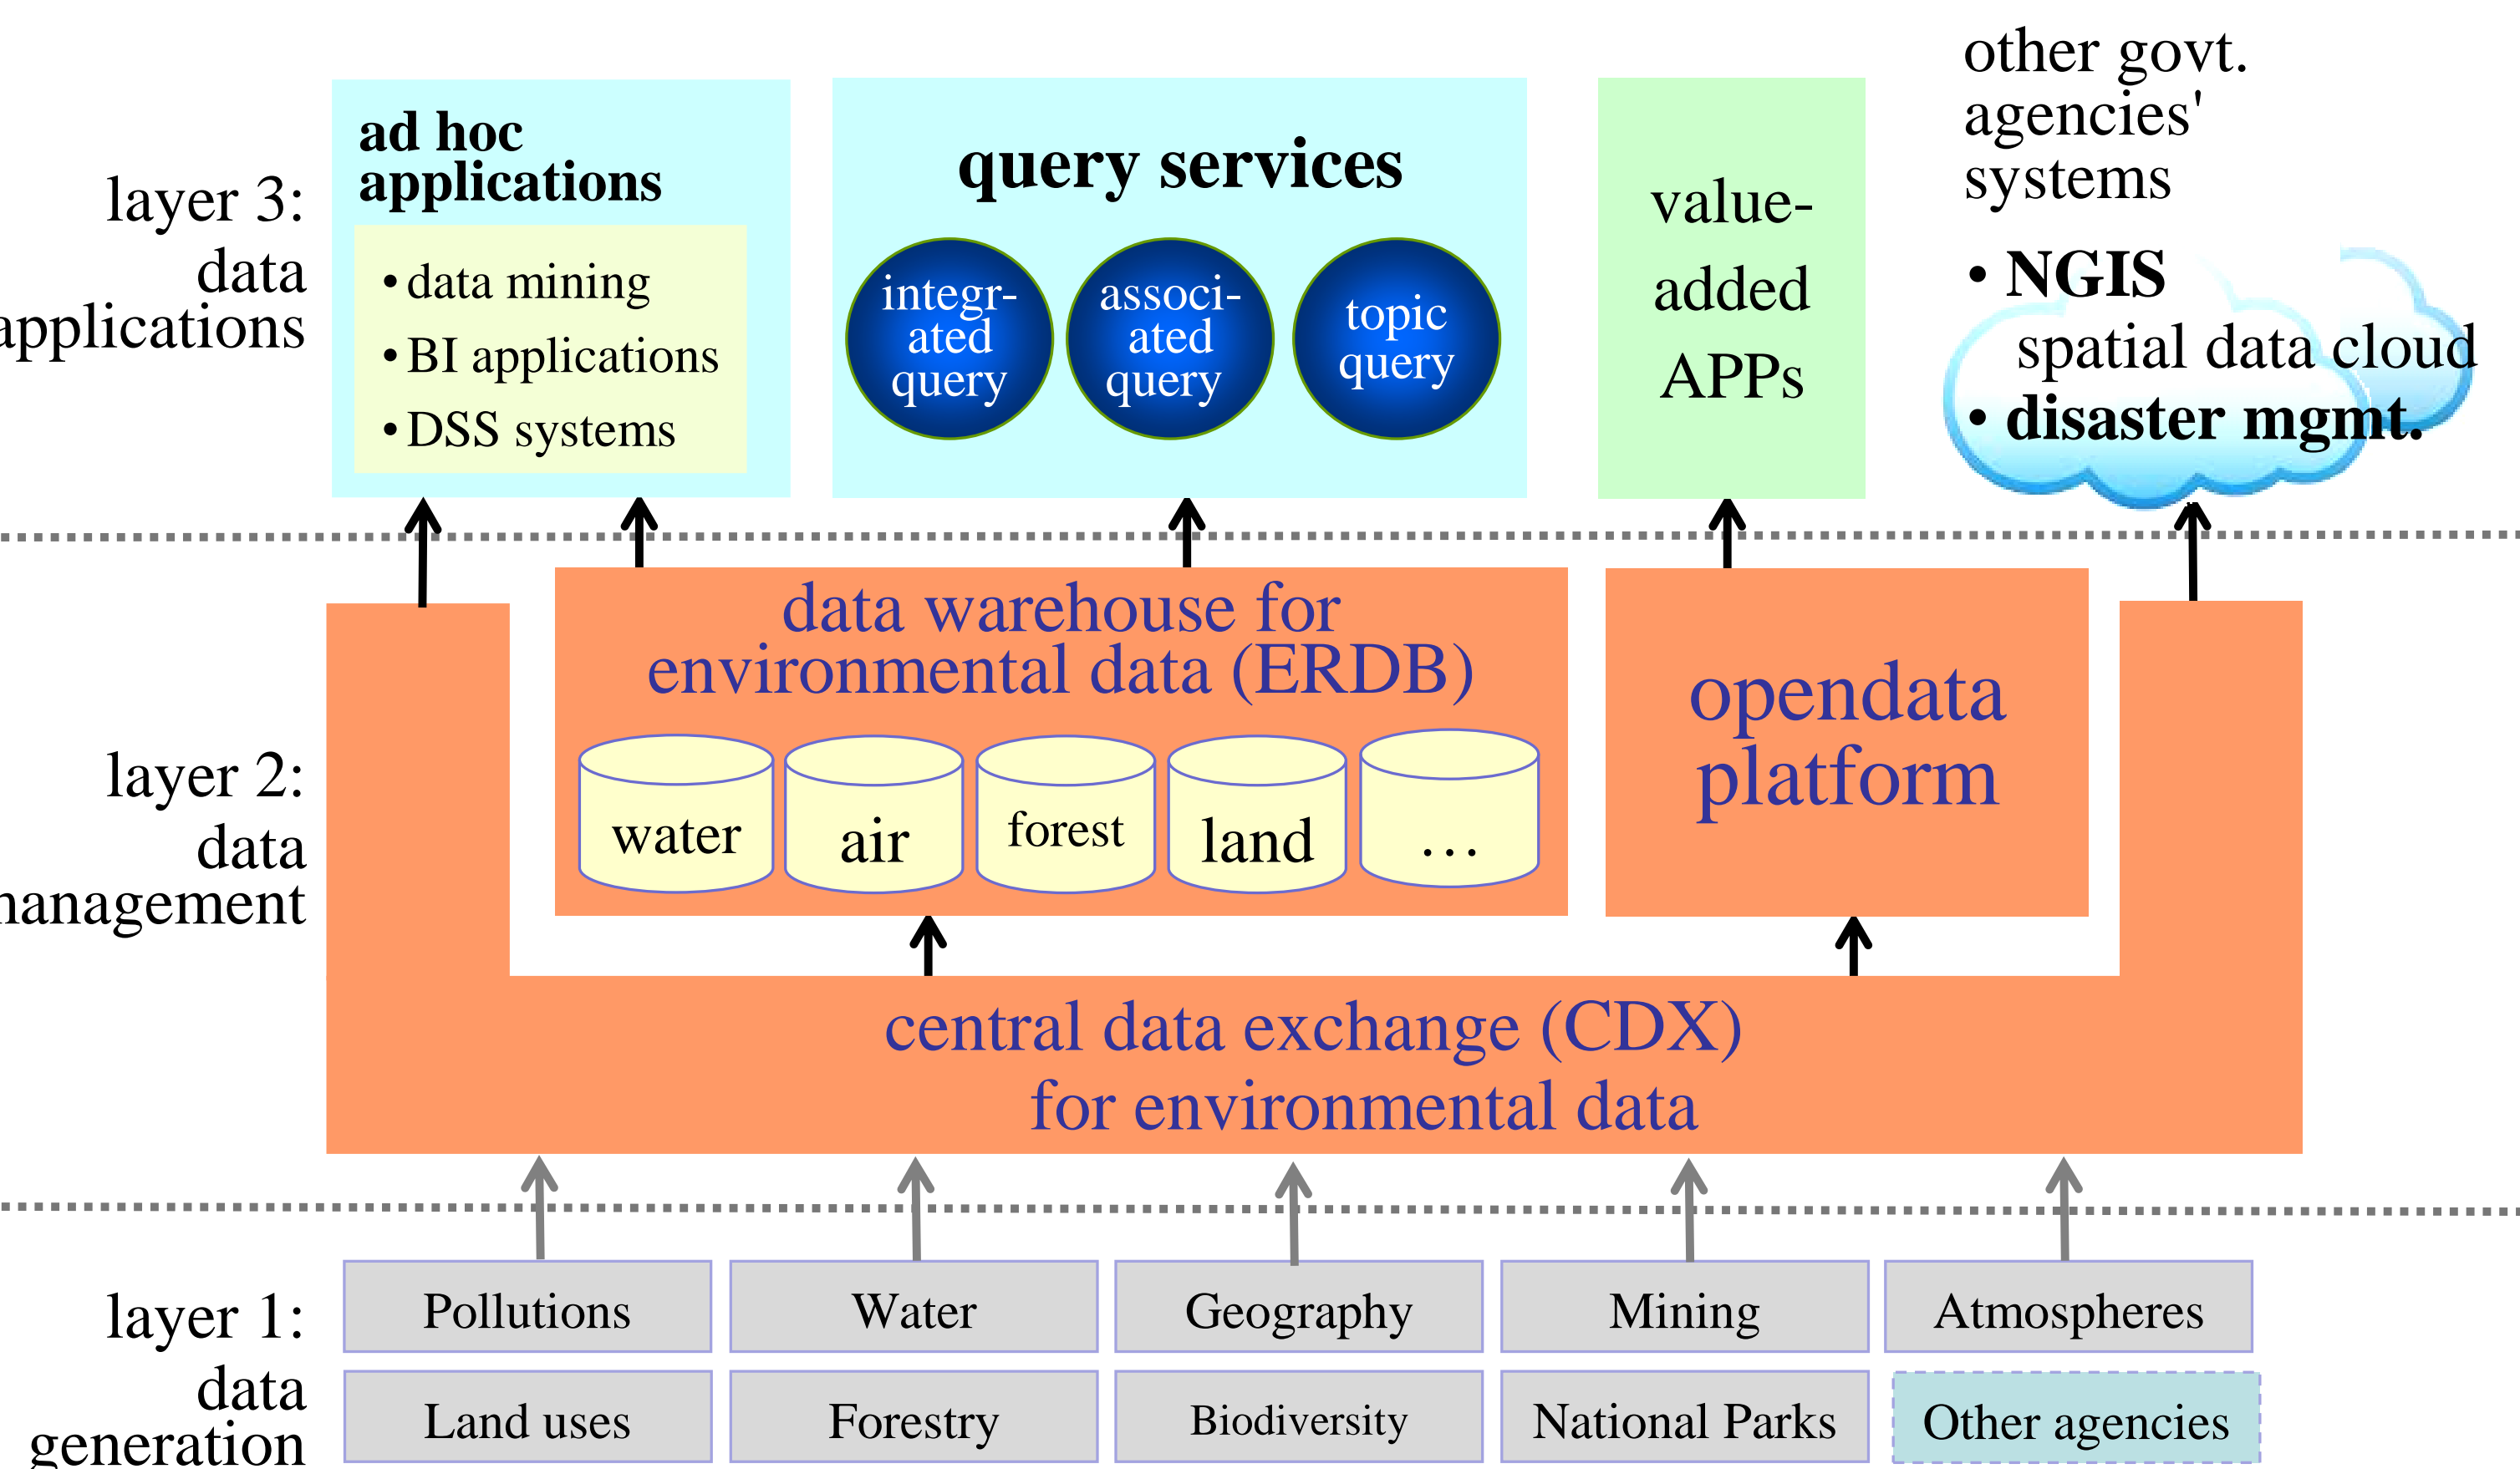 layer 3:
data
applications
ad hoc
applications
• data mining
• BI applications
• DSS systems
query services
integr-
ated
query
associ-
ated
query
topic
query
value-
added
APPs
other govt.
agencies'
systems
• NGIS
spatial data cloud
• disaster mgmt.
layer 2:
data
management
data warehouse for
environmental data (ERDB)
water
air
forest
land
...
opendata
platform
central data exchange (CDX)
for environmental data
layer 1:
data
generation
Pollutions
Water
Geography
Mining
Atmospheres
Land uses
Forestry
Biodiversity
National Parks
Other agencies